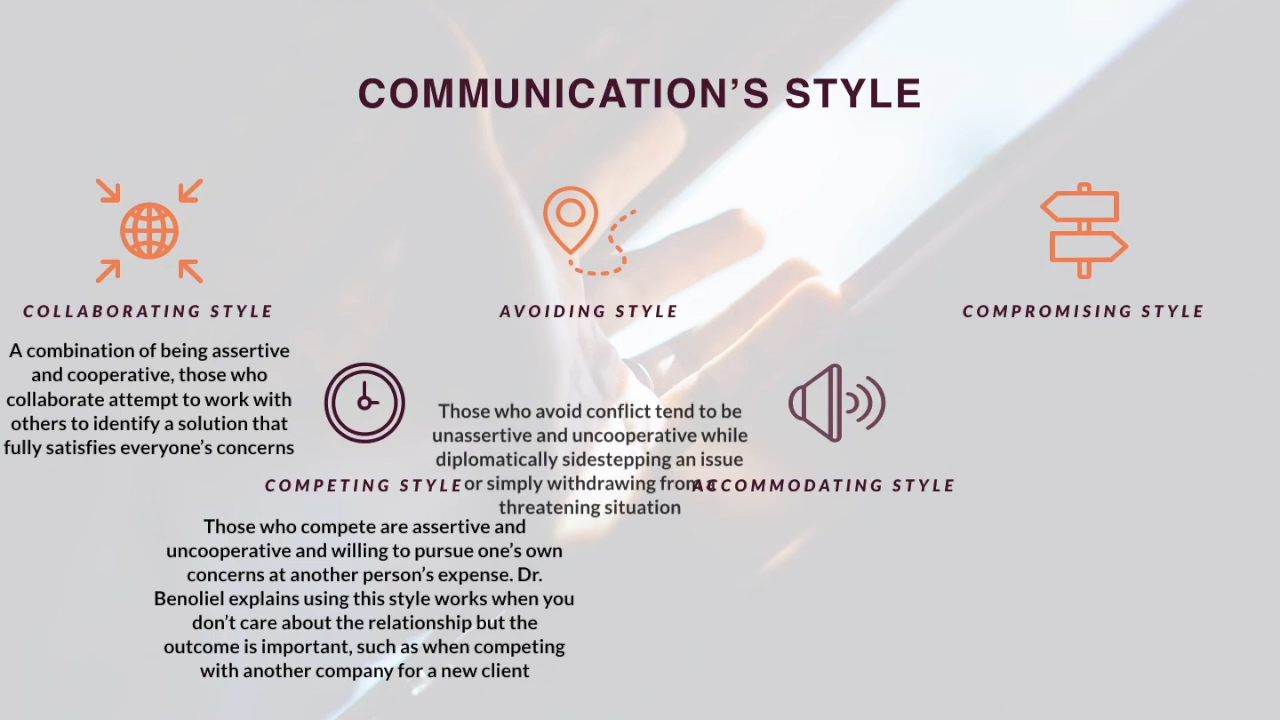 COMMUNICATION’S STYLE
COLLABORATING STYLE
A combination of being assertive
and cooperative, those who
collaborate attempt to work with
others to identify a solution that
fully satisfies everyone’s concerns
AVOIDING STYLE
Those who avoid conflict tend to be
unassertive and uncooperative while
diplomatically sidestepping an issue
or simply withdrawing from a
threatening situation
COMPROMISING STYLE
COMPETING STYLE
Those who compete are assertive and
uncooperative and willing to pursue one’s own
concerns at another person’s expense. Dr.
Benoliel explains using this style works when you
don’t care about the relationship but the
outcome is important, such as when competing
with another company for a new client
ACCOMMODATING STYLE